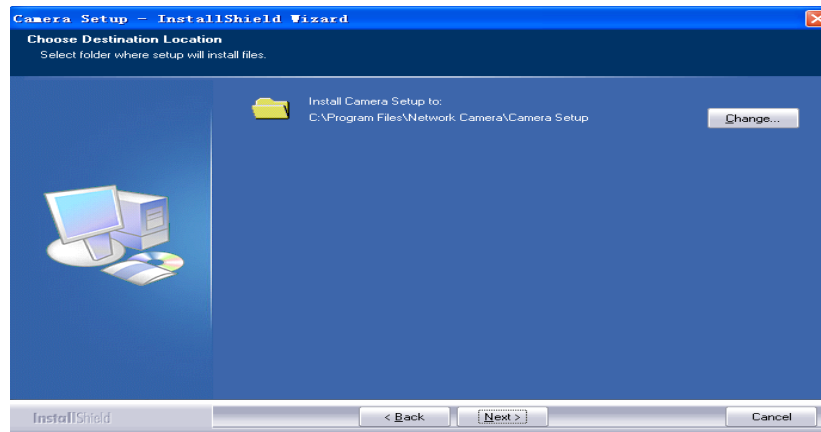 Camera Setup - InstallShield Wizard
Choose Destination Location
Select folder where setup will install files.
Install Camera Setup to:
C:\Program Files\Network Camera\Camera Setup
Change...
InstallShield
< Back
Next >
Cancel